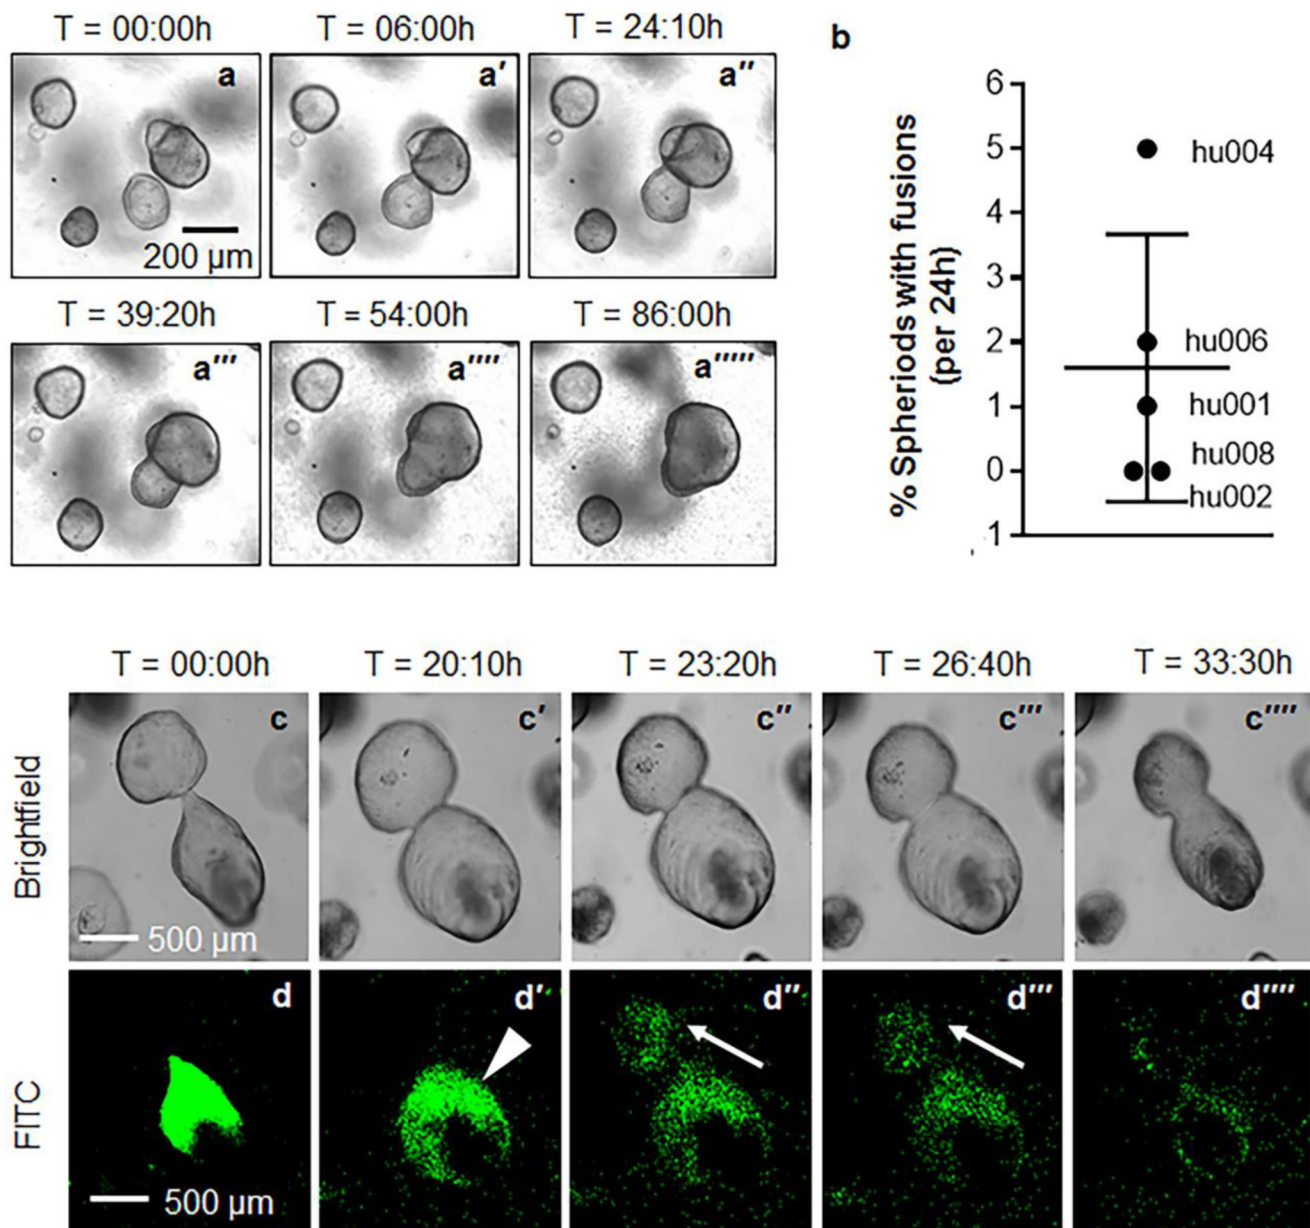 T = 00:00h T = 06:00h T = 24:10h
a a′ a′′
200 µm
T = 39:20h T = 54:00h T = 86:00h
a′′′ a′′′′ a′′′′′
b
% Spheriods with fusions
(per 24h)
6
5
4
3
2
1
0
1
hu004
hu006
hu001
hu008
hu002
T = 00:00h T = 20:10h T = 23:20h T = 26:40h T = 33:30h
Brightfield
c c′ c′′ c′′′ c′′′′
500 µm
FITC
d d′ d′′ d′′′ d′′′′
500 µm